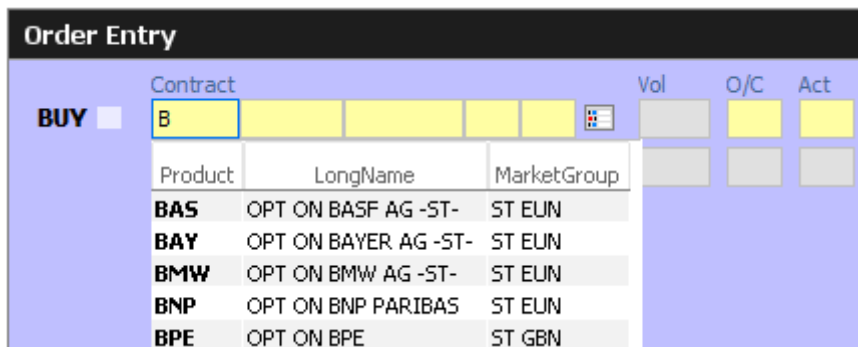 Order Entry
Contract Vol O/C Act
BUY B
Product LongName MarketGroup
BAS OPT ON BASF AG -ST- ST EUN
BAY OPT ON BAYER AG -ST- ST EUN
BMW OPT ON BMW AG -ST- ST EUN
BNP OPT ON BNP PARIBAS ST EUN
BPE OPT ON BPE ST GBN